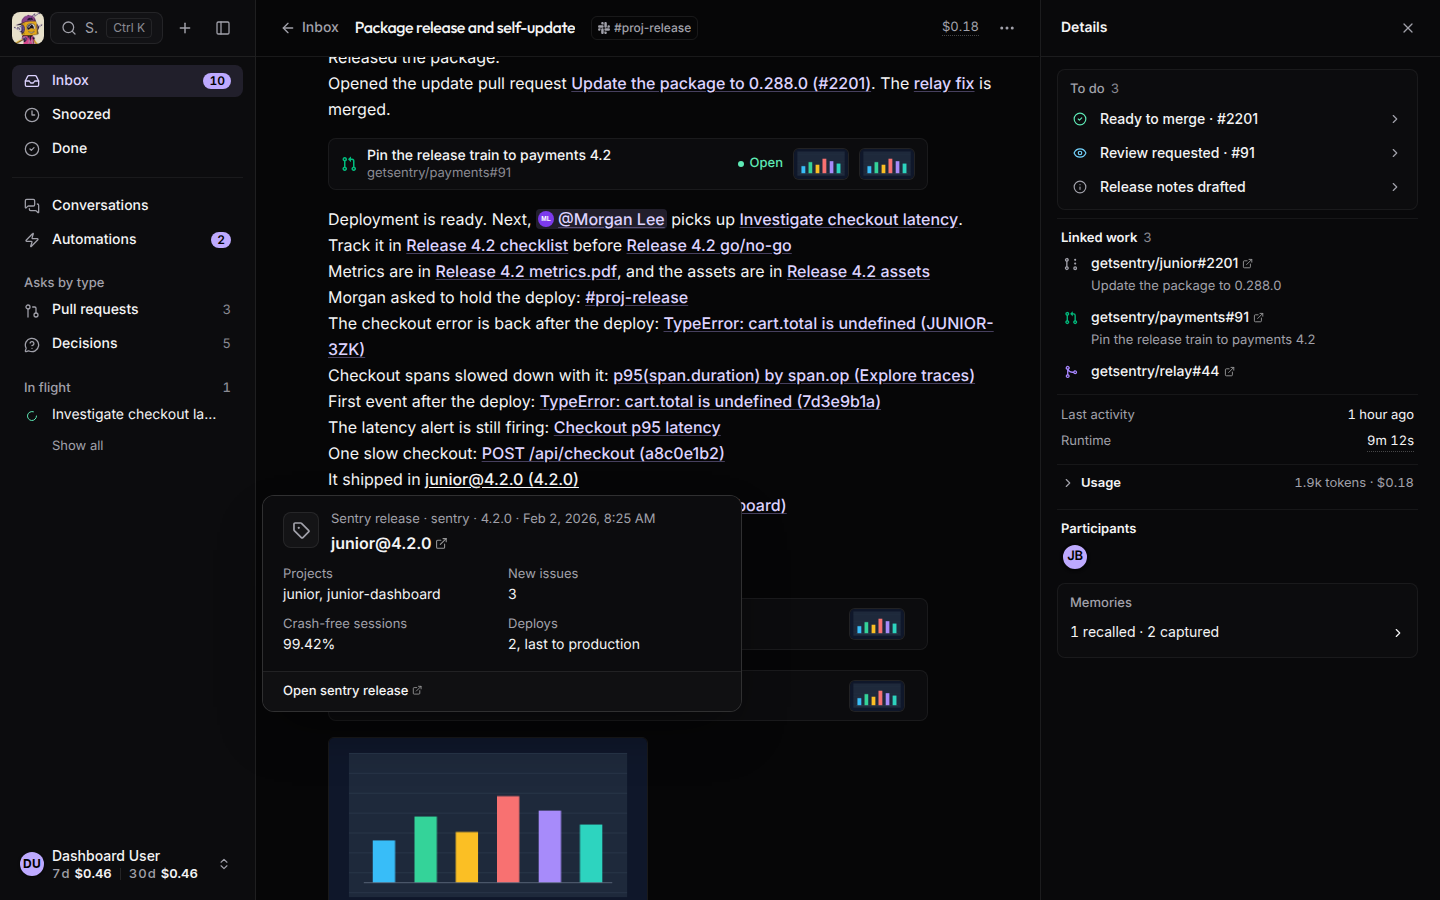 S.
Ctrl K
Inbox
10
Snoozed
Done
Conversations
Automations
2
Asks by type
Pull requests
3
Decisions
5
In flight
1
Investigate checkout la...
Show all
DU
Dashboard User
7d $0.46
30d $0.46
Inbox
Package release and self-update
#proj-release
$0.18
Released the package.
Opened the update pull request Update the package to 0.288.0 (#2201). The relay fix is
merged.
Pin the release train to payments 4.2
getsentry/payments#91
Open
Deployment is ready. Next, ML @Morgan Lee picks up Investigate checkout latency.
Track it in Release 4.2 checklist before Release 4.2 go/no-go
Metrics are in Release 4.2 metrics.pdf, and the assets are in Release 4.2 assets
Morgan asked to hold the deploy: #proj-release
The checkout error is back after the deploy: TypeError: cart.total is undefined (JUNIOR-
3ZK)
Checkout spans slowed down with it: p95(span.duration) by span.op (Explore traces)
First event after the deploy: TypeError: cart.total is undefined (7d3e9b1a)
The latency alert is still firing: Checkout p95 latency
One slow checkout: POST /api/checkout (a8c0e1b2)
It shipped in junior@4.2.0 (4.2.0)
board)
Sentry release · sentry · 4.2.0 · Feb 2, 2026, 8:25 AM
junior@4.2.0
Projects
junior, junior-dashboard
New issues
3
Crash-free sessions
99.42%
Deploys
2, last to production
Open sentry release
Details
To do 3
Ready to merge · #2201
Review requested · #91
Release notes drafted
Linked work 3
getsentry/junior#2201
Update the package to 0.288.0
getsentry/payments#91
Pin the release train to payments 4.2
getsentry/relay#44
Last activity
1 hour ago
Runtime
9m 12s
Usage
1.9k tokens · $0.18
Participants
JB
Memories
1 recalled · 2 captured